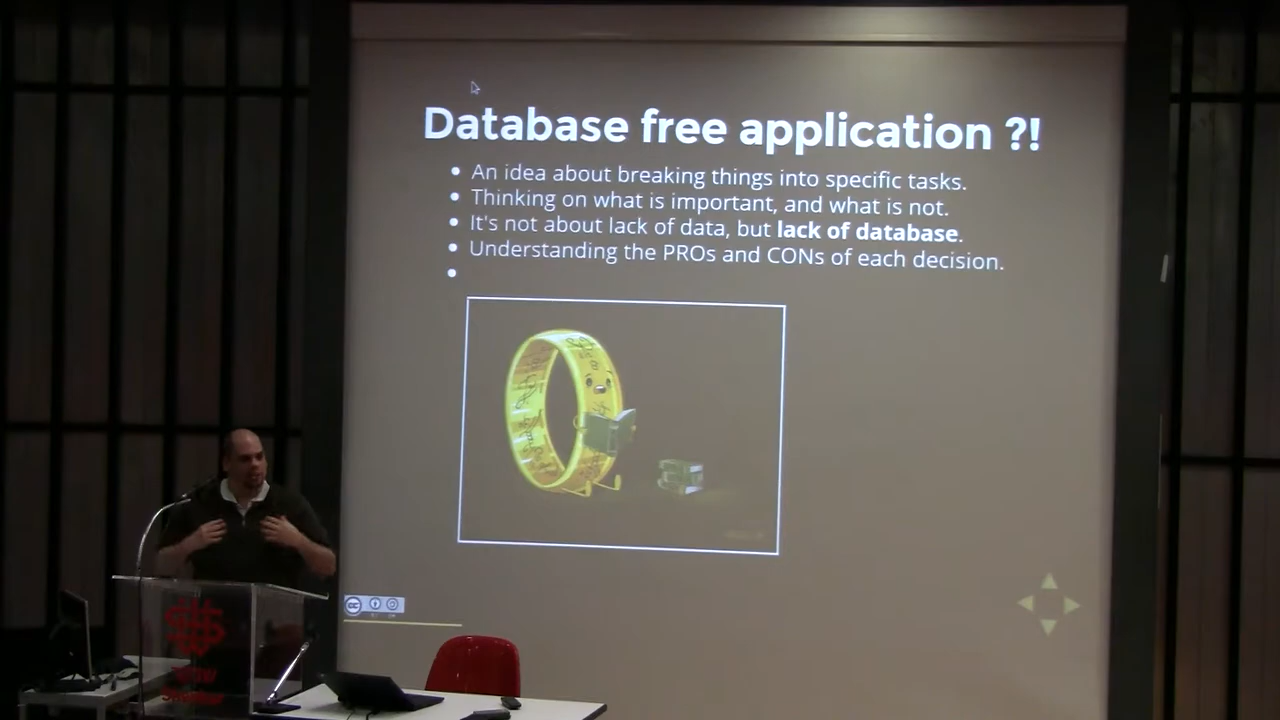 Database free application ?!
An idea about breaking things into specific tasks.
Thinking on what is important, and what is not.
It's not about lack of data, but lack of database.
Understanding the PROs and CONs of each decision.